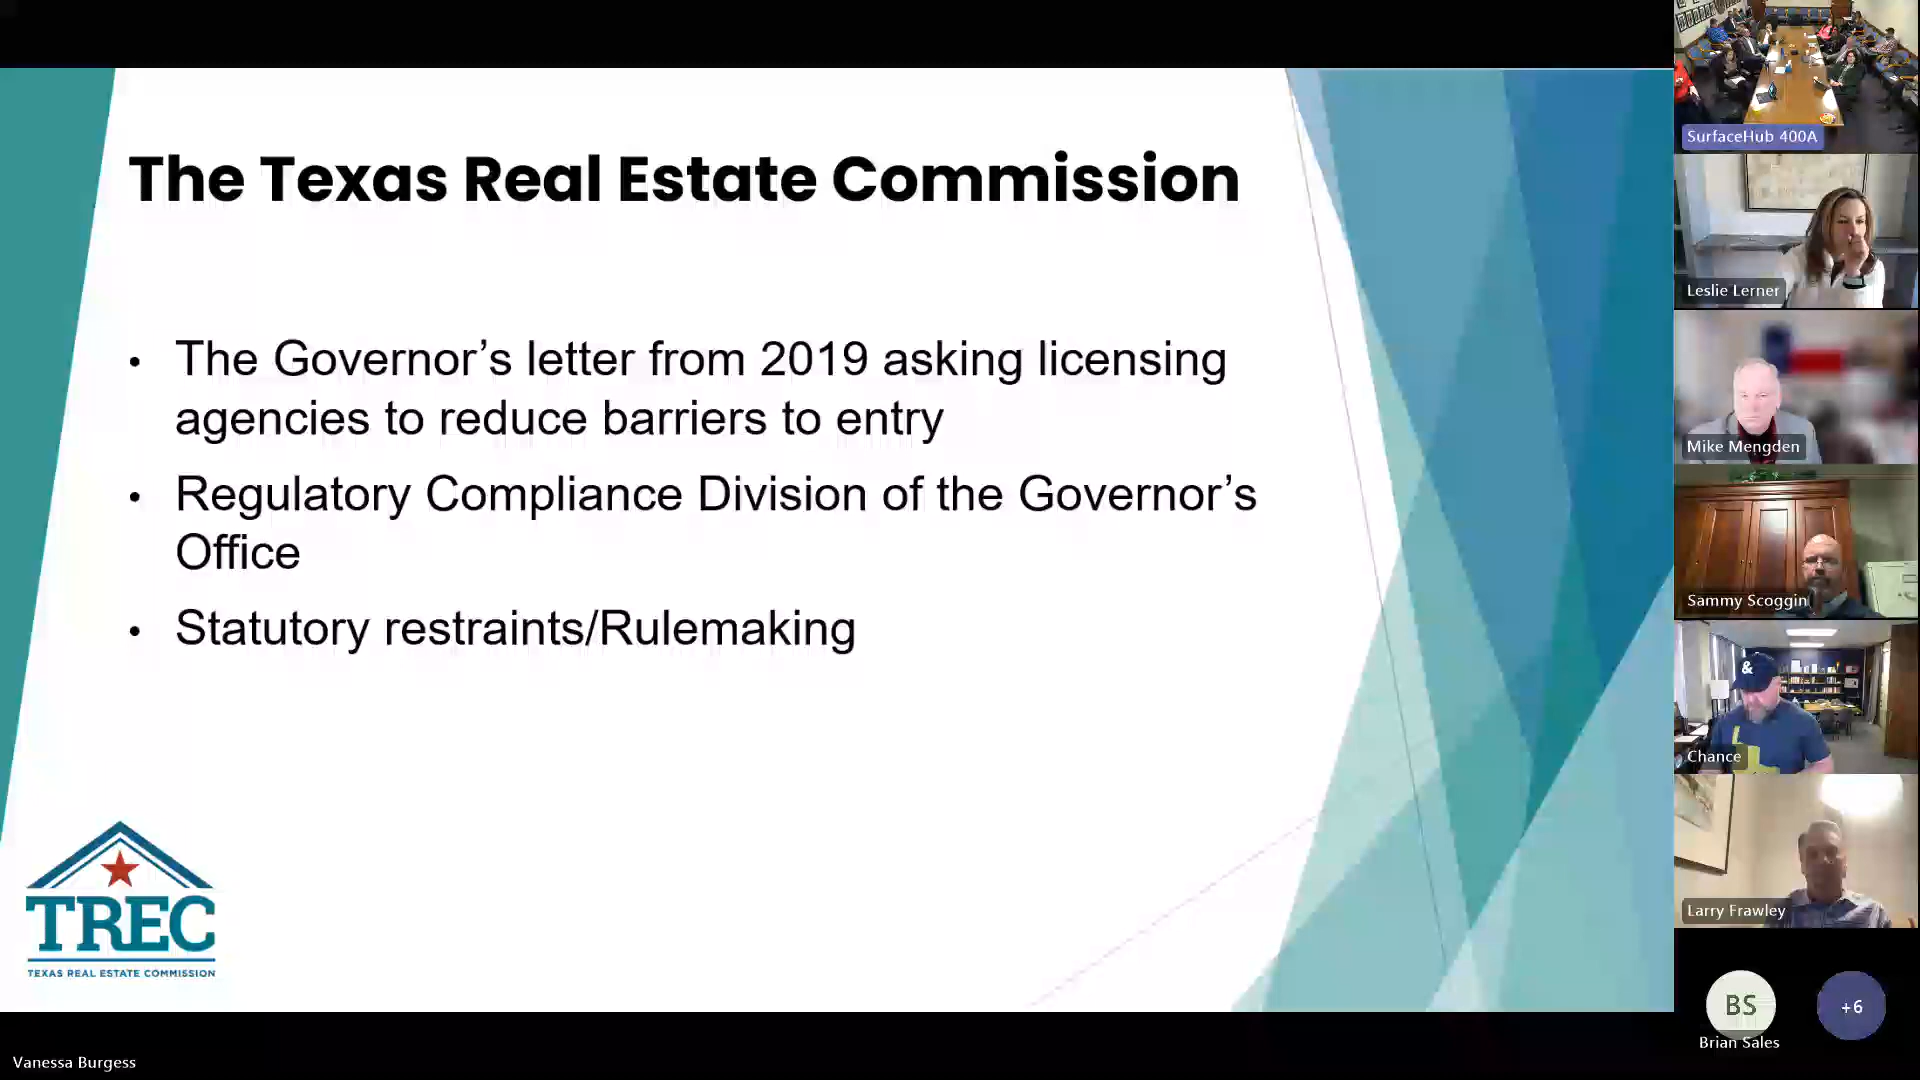 The Texas Real Estate Commission
• The Governor’s letter from 2019 asking licensing
agencies to reduce barriers to entry
• Regulatory Compliance Division of the Governor’s
Office
• Statutory restraints/Rulemaking
TREC
TEXAS REAL ESTATE COMMISSION
Vanessa Burgess
SurfaceHub 400A
Leslie Lerner
Mike Mengden
Sammy Scoggin
&
Chance
Larry Frawley
BS
Brian Sales
+6